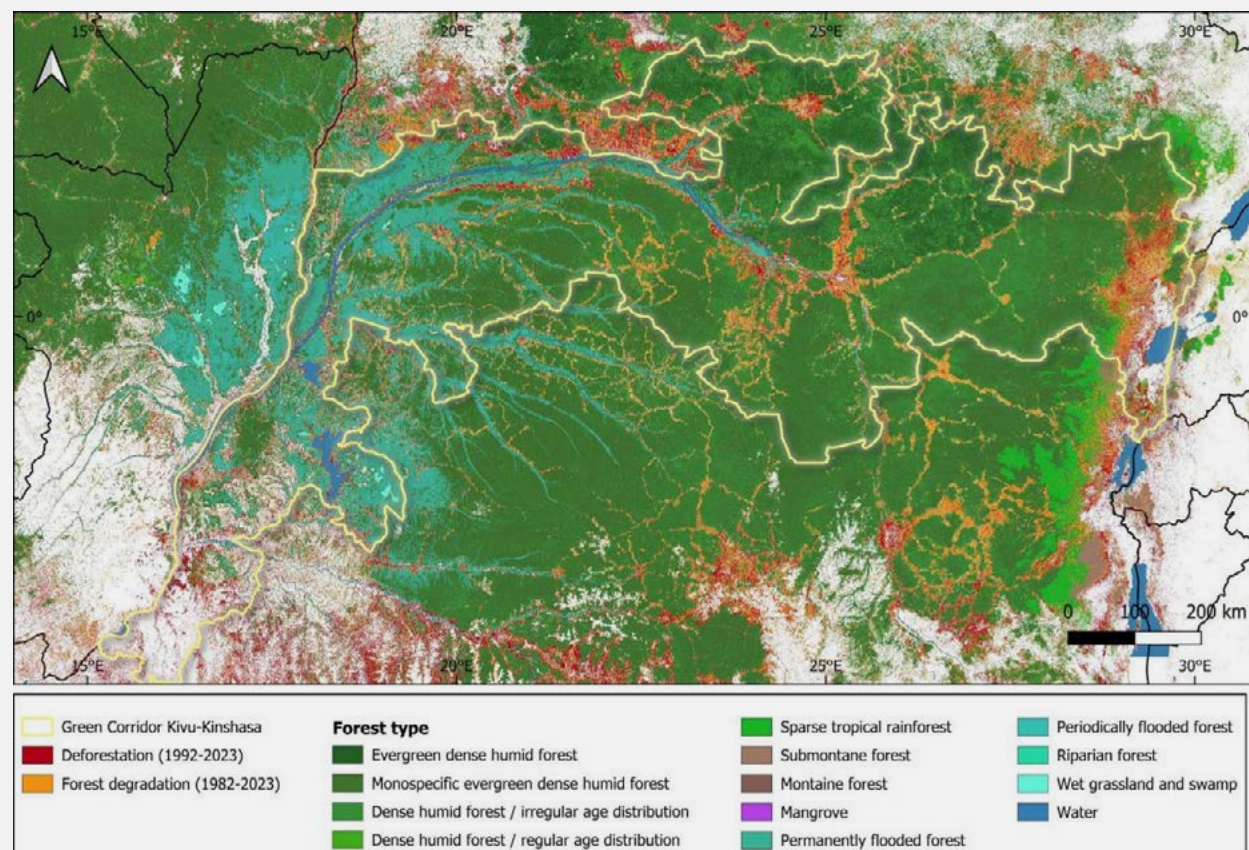 15°E 20°E 25°E 30°E
0° 0°
0 100 200 km
15°E 20°E 25°E 30°E
Green Corridor Kivu-Kinshasa
Deforestation (1992-2023)
Forest degradation (1982-2023)
Forest type
Evergreen dense humid forest
Monospecific evergreen dense humid forest
Dense humid forest / irregular age distribution
Dense humid forest / regular age distribution
Sparse tropical rainforest
Submontane forest
Montaine forest
Mangrove
Permanently flooded forest
Periodically flooded forest
Riparian forest
Wet grassland and swamp
Water